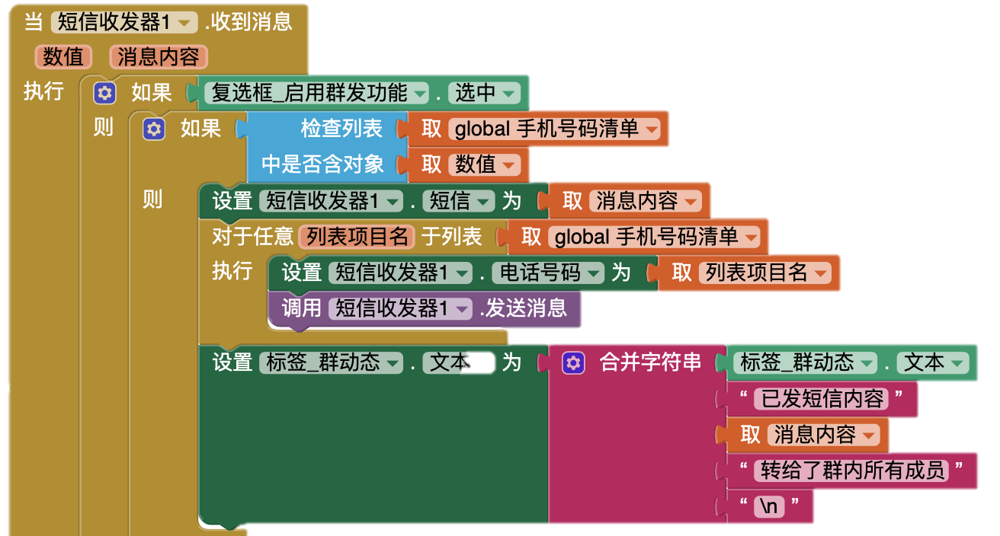 当 短信收发器1 .收到消息
数值 消息内容
执行 如果 复选框_启用群发功能 . 选中
则 如果 检查列表 取 global 手机号码清单
中是否含对象 取 数值
则 设置 短信收发器1 . 短信 为 取 消息内容
对于任意 列表项目名 于列表 取 global 手机号码清单
执行 设置 短信收发器1 . 电话号码 为 取 列表项目名
调用 短信收发器1 .发送消息
设置 标签_群动态 . 文本 为 合并字符串 标签_群动态 . 文本
“ 已发短信内容 ”
取 消息内容
“ 转给了群内所有成员 ”
“ \n ”